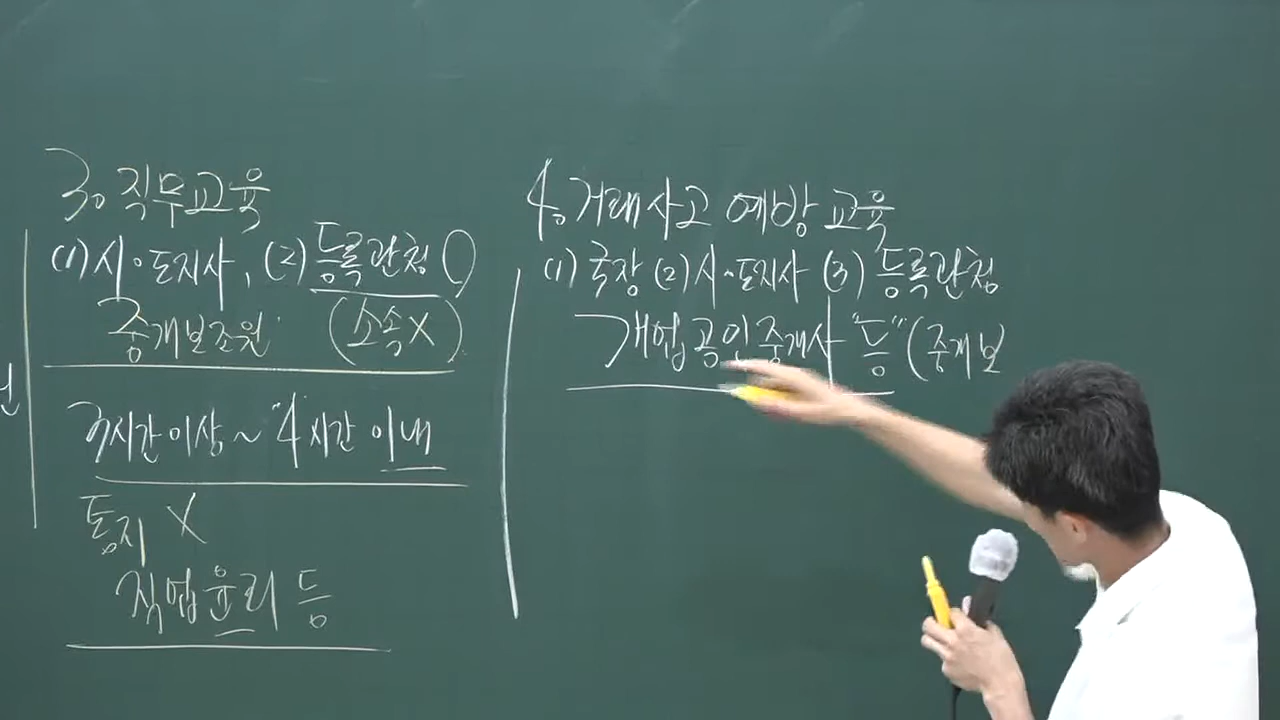 3. 직무교육
(1) 시·도지사, (2) 등록관청 O
중개보조원 (소속X)
3시간이상 ~ "4시간 이내
통지 X
직업윤리 등
4. 거래사고 예방교육
(1) 국장 (2) 시·도지사 (3) 등록관청
개업공인중개사 "등" (중개보